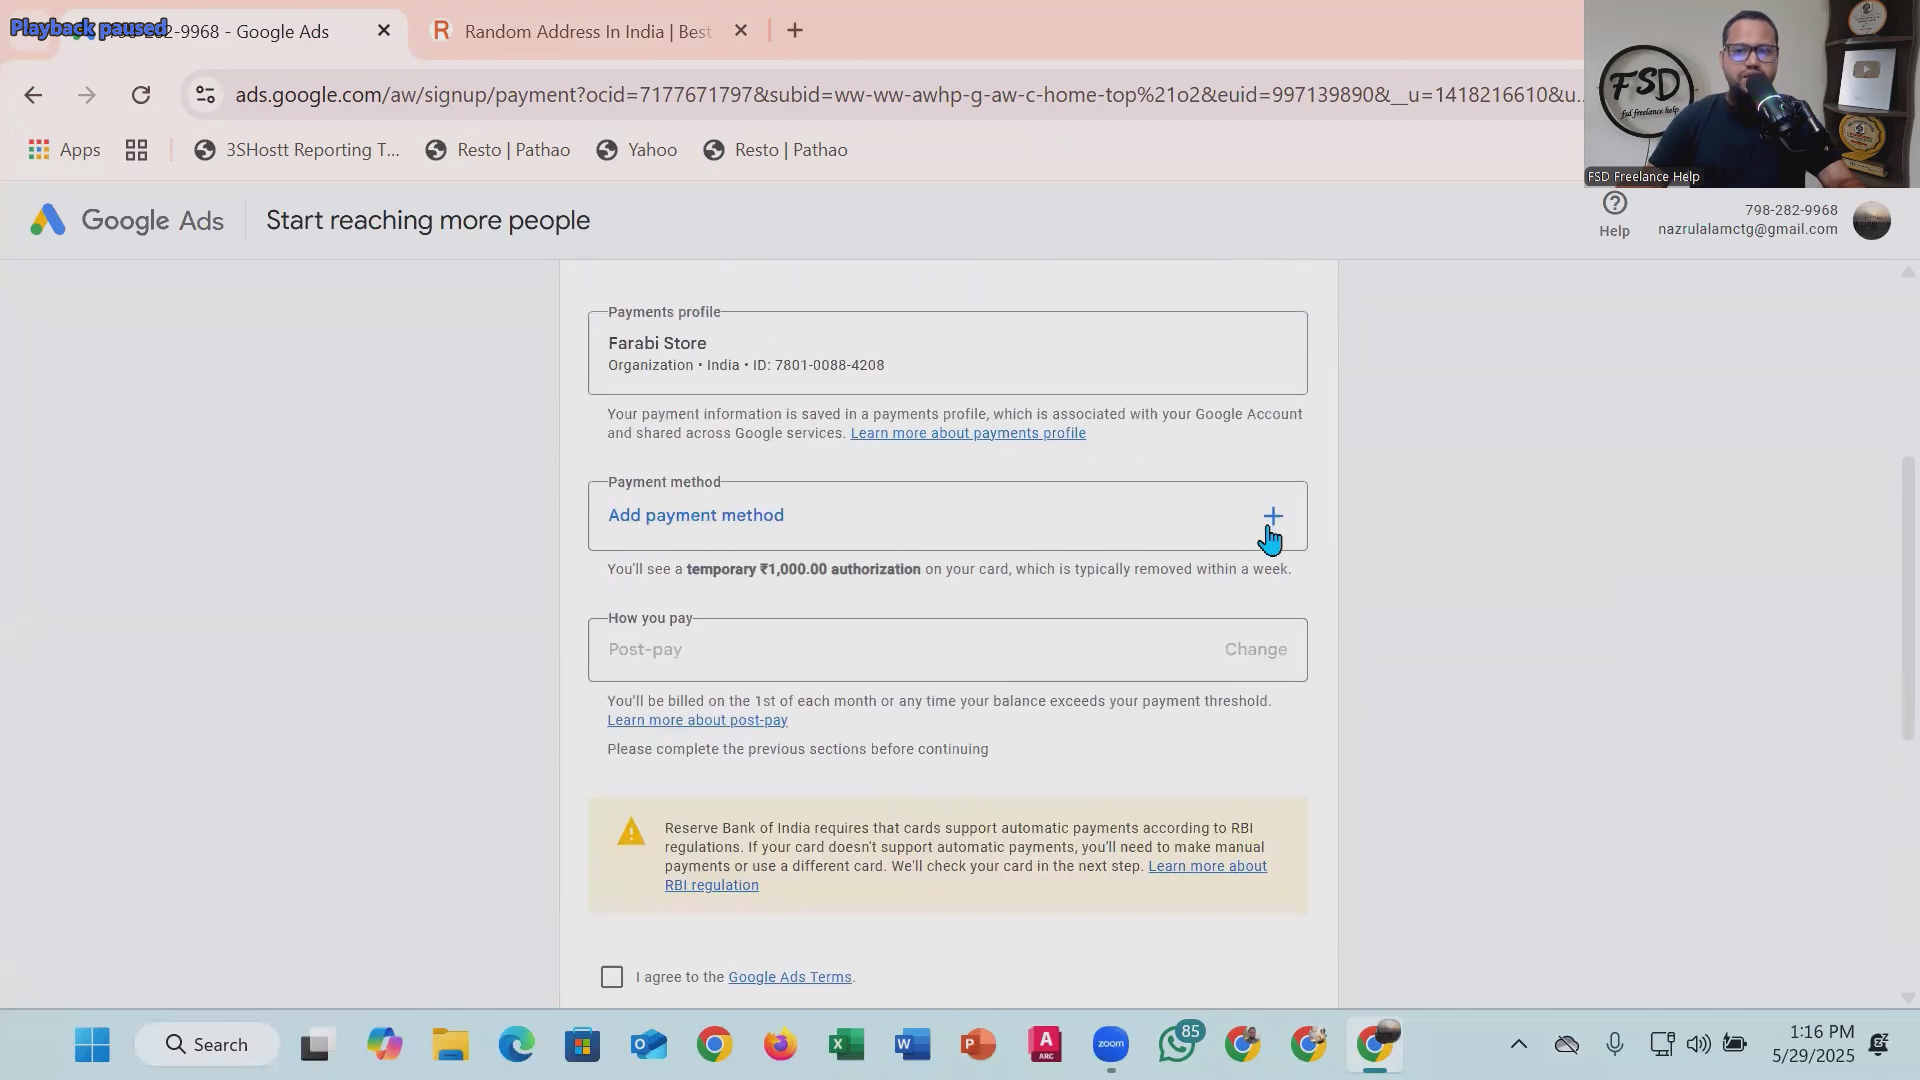 Playback paused
282-9968 - Google Ads
Random Address In India | Best
ads.google.com/aw/signup/payment?ocid=7177671797&subid=ww-ww-awhp-g-aw-c-home-top%21o2&euid=997139890&__u=1418216610&u...
Apps
3SHostt Reporting T...
Resto | Pathao
Yahoo
Resto | Pathao
FSD
fsd freelance help
FSD Freelance Help
Google Ads
Start reaching more people
Help
798-282-9968
nazrulalamctg@gmail.com
Payments profile
Farabi Store
Organization • India • ID: 7801-0088-4208
Your payment information is saved in a payments profile, which is associated with your Google Account
and shared across Google services. Learn more about payments profile
Payment method
Add payment method
You'll see a temporary ₹1,000.00 authorization on your card, which is typically removed within a week.
How you pay
Post-pay
Change
You'll be billed on the 1st of each month or any time your balance exceeds your payment threshold.
Learn more about post-pay
Please complete the previous sections before continuing
Reserve Bank of India requires that cards support automatic payments according to RBI
regulations. If your card doesn't support automatic payments, you'll need to make manual
payments or use a different card. We'll check your card in the next step. Learn more about
RBI regulation
I agree to the Google Ads Terms.
Search
zoom
85
ARC
1:16 PM
5/29/2025